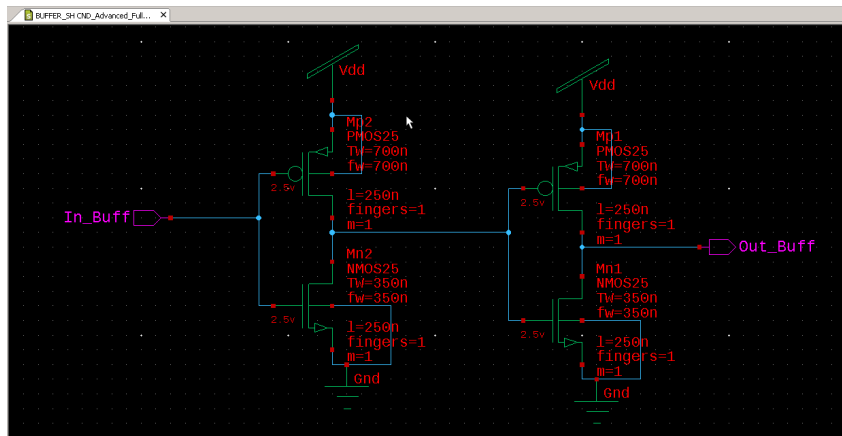 BUFFER_SH CND_Advanced_Full...
Vdd
Mp2
PMOS25
TW=700n
fw=700n
2.5v
l=250n
fingers=1
m=1
Vdd
Mp1
PMOS25
TW=700n
fw=700n
2.5v
l=250n
fingers=1
m=1
In_Buff
Out_Buff
Mn2
NMOS25
TW=350n
fw=350n
2.5v
l=250n
fingers=1
m=1
Gnd
Mn1
NMOS25
TW=350n
fw=350n
2.5v
l=250n
fingers=1
m=1
Gnd